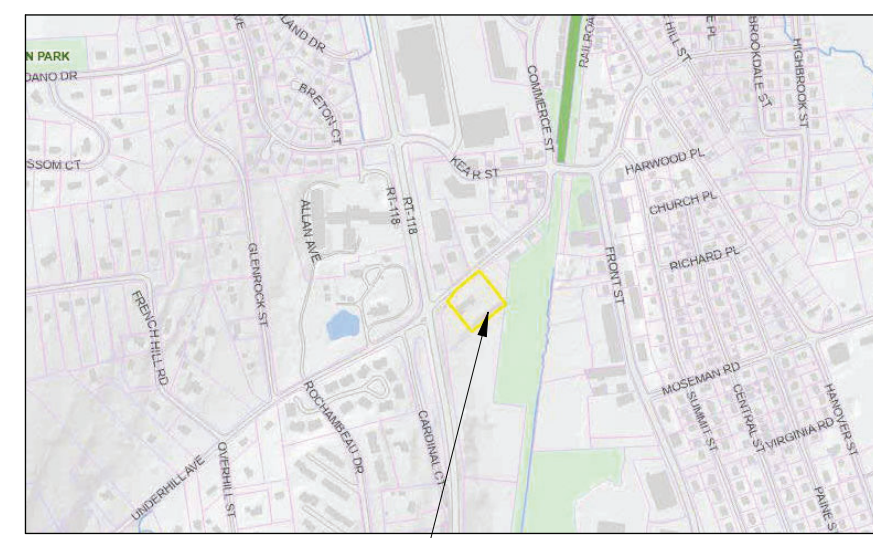 LAND DR
RAILROA
HILL ST
E PL
BROOKDALE ST
HIGHBROOK ST
N PARK
DANO DR
AVE
BRETON CT
COMMERCE ST
SSOM CT
KEAR ST
HARWOOD PL
ALLAN AVE
RT-118
RT-118
CHURCH PL
GLENROCK ST
FRONT ST
RICHARD PL
FRENCH HILL RD
MOSEMAN RD
ROCHAMBEAU DR
CARDINAL CT
SUMMIT ST
CENTRAL ST
VIRGINIA RD
HANOVER ST
UNDERHILL AVE
OVERHILL ST
PAINE S